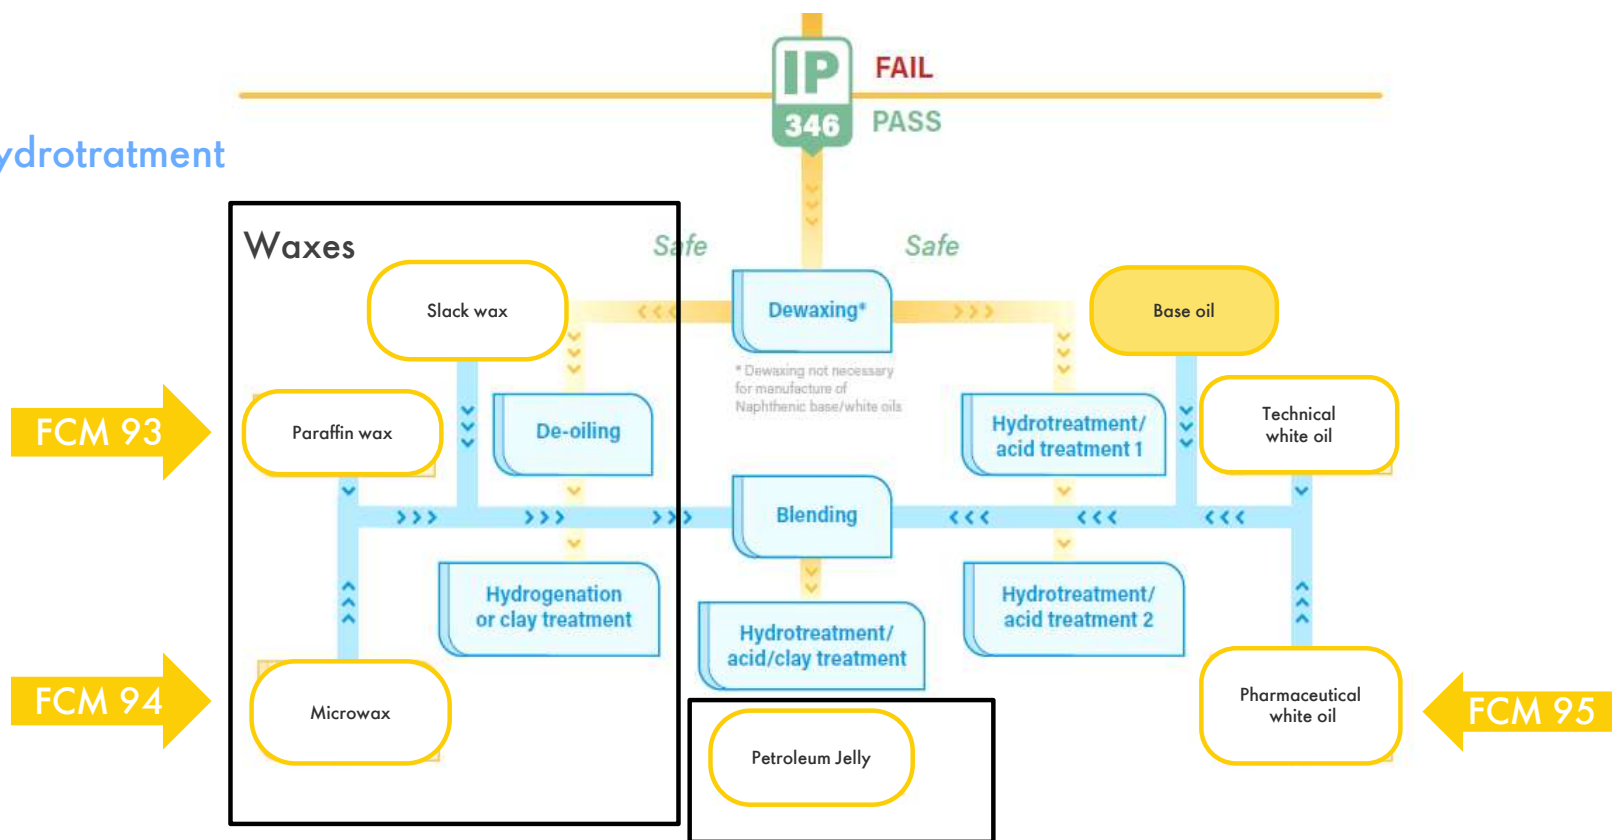 IP
346
FAIL
PASS
ydrotratment
Waxes
Safe
Safe
Slack wax
Dewaxing*
Base oil
* Dewaxing not necessary
for manufacture of
Naphthenic base/white oils
FCM 93
Paraffin wax
De-oiling
Hydrotreatment/
acid treatment 1
Technical
white oil
Blending
Hydrogenation
or clay treatment
Hydrotreatment/
acid/clay treatment
Hydrotreatment/
acid treatment 2
FCM 94
Microwax
Petroleum Jelly
Pharmaceutical
white oil
FCM 95